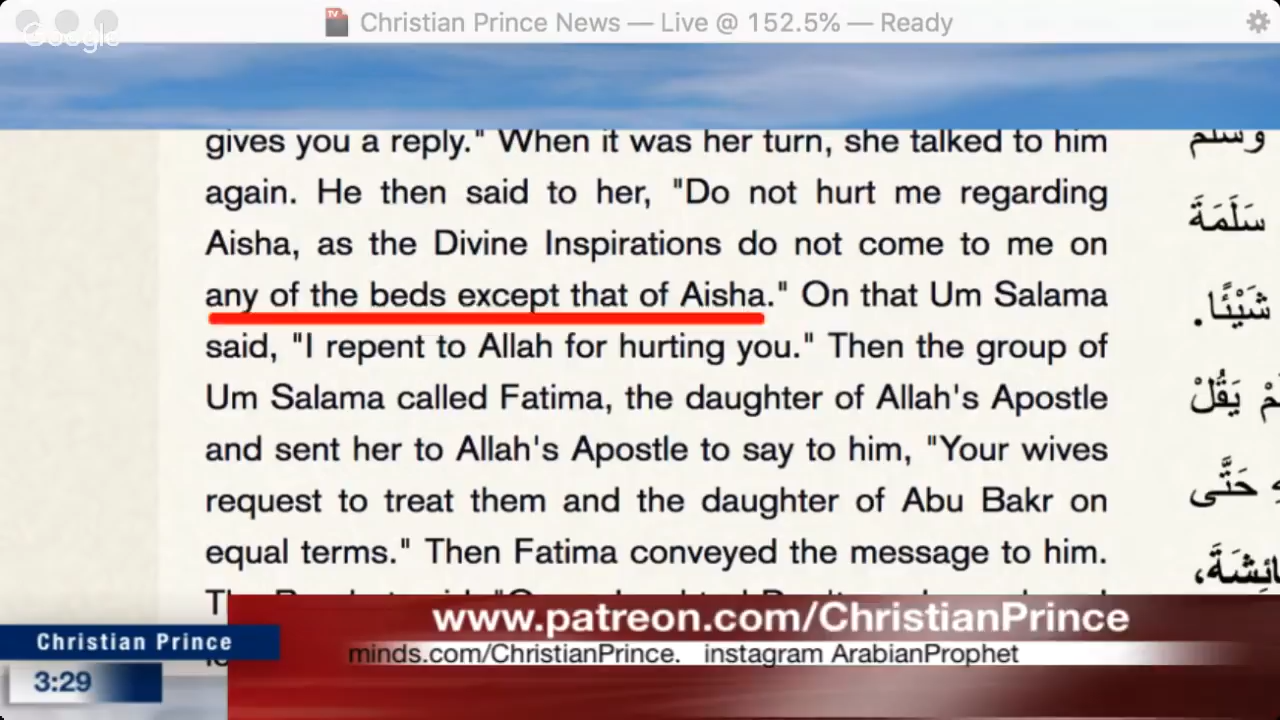 Christian Prince News — Live @ 152.5% — Ready
Google
gives you a reply." When it was her turn, she talked to him
again. He then said to her, "Do not hurt me regarding
Aisha, as the Divine Inspirations do not come to me on
any of the beds except that of Aisha." On that Um Salama
said, "I repent to Allah for hurting you." Then the group of
Um Salama called Fatima, the daughter of Allah's Apostle
and sent her to Allah's Apostle to say to him, "Your wives
request to treat them and the daughter of Abu Bakr on
equal terms." Then Fatima conveyed the message to him.
وسلم
سَلَمَةَ
شَيْئًا.
يَقُلْ
حَتَّى
www.patreon.com/ChristianPrince
Christian Prince
minds.com/ChristianPrince. instagram ArabianProphet
3:29